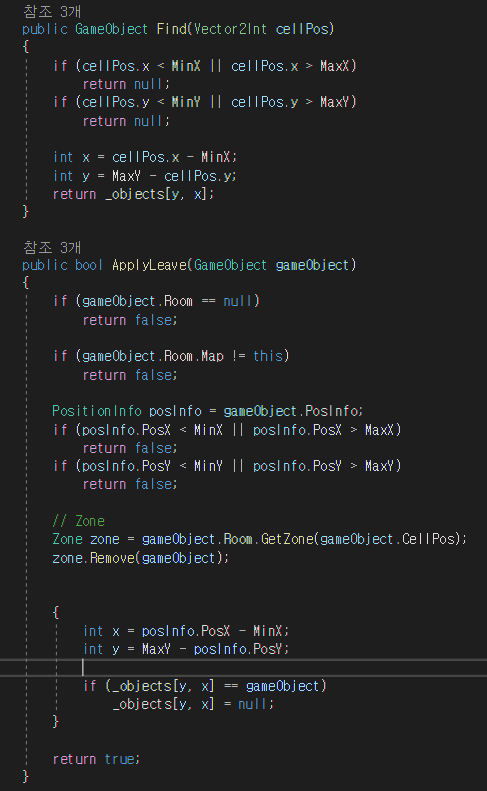 참조 3개
public GameObject Find(Vector2Int cellPos)
{
if (cellPos.x < MinX || cellPos.x > MaxX)
return null;
if (cellPos.y < MinY || cellPos.y > MaxY)
return null;
int x = cellPos.x - MinX;
int y = MaxY - cellPos.y;
return _objects[y, x];
}
참조 3개
public bool ApplyLeave(GameObject gameObject)
{
if (gameObject.Room == null)
return false;
if (gameObject.Room.Map != this)
return false;
PositionInfo posInfo = gameObject.PosInfo;
if (posInfo.PosX < MinX || posInfo.PosX > MaxX)
return false;
if (posInfo.PosY < MinY || posInfo.PosY > MaxY)
return false;
// Zone
Zone zone = gameObject.Room.GetZone(gameObject.CellPos);
zone.Remove(gameObject);
{
int x = posInfo.PosX - MinX;
int y = MaxY - posInfo.PosY;
if (_objects[y, x] == gameObject)
_objects[y, x] = null;
}
return true;
}